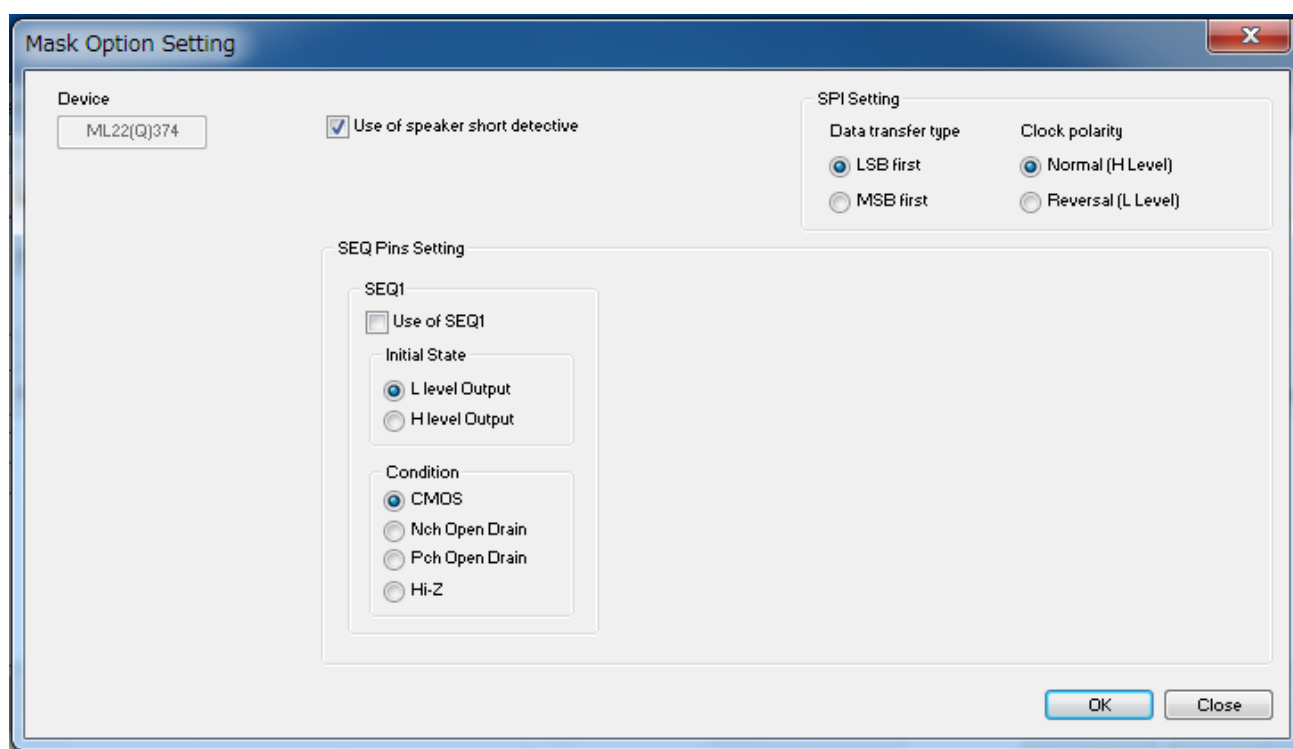 Mask Option Setting
Device
ML22(Q)374
Use of speaker short detective
SPI Setting
Data transfer type
Clock polarity
LSB first
Normal (H Level)
MSB first
Reversal (L Level)
SEQ Pins Setting
SEQ1
Use of SEQ1
Initial State
L level Output
H level Output
Condition
CMOS
Nch Open Drain
Pch Open Drain
Hi-Z
OK
Close